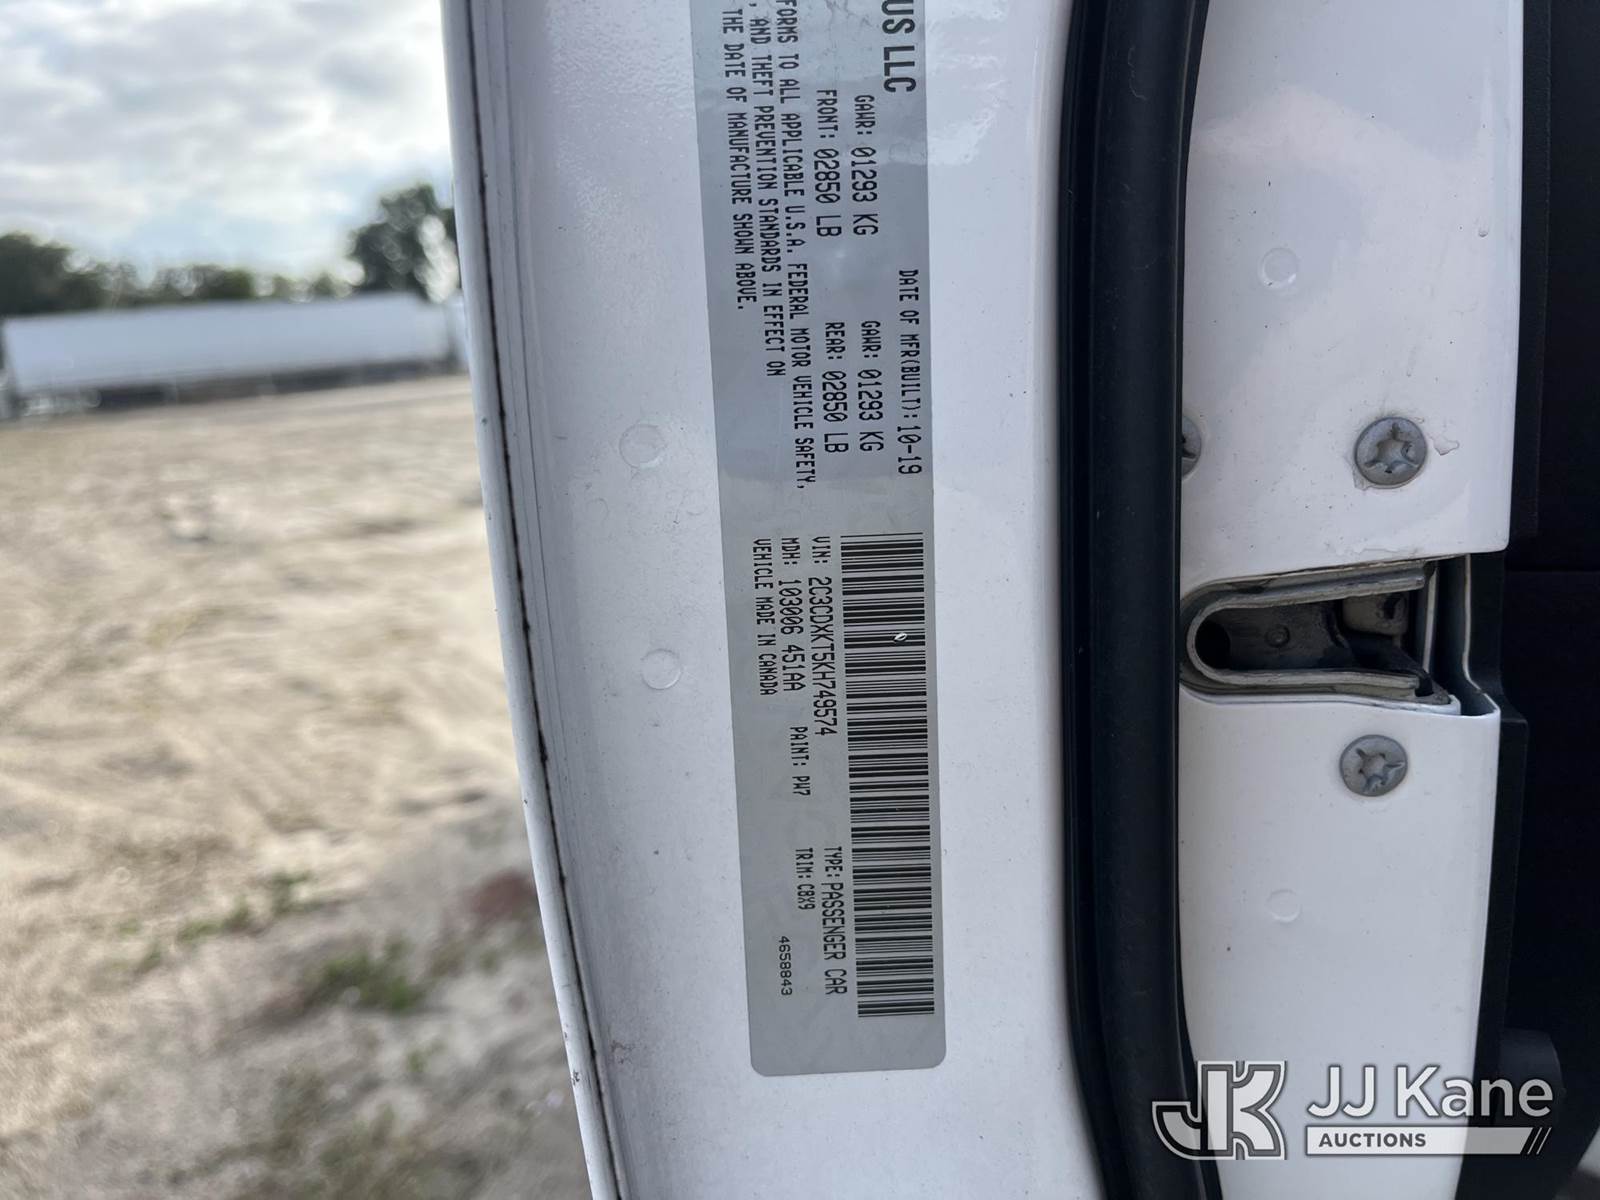 US LLC
DATE OF MFR(BUILT): 10-19
GAWR: 01293 KG
GAWR: 01293 KG
FRONT: 02850 LB
REAR: 02850 LB
FORMS TO ALL APPLICABLE U.S.A. FEDERAL MOTOR VEHICLE SAFETY,
, AND THEFT PREVENTION STANDARDS IN EFFECT ON
THE DATE OF MANUFACTURE SHOWN ABOVE.
VIN: 2C3CDXKT5KH749574
TYPE: PASSENGER CAR
MDH: 103006 451AA PAINT: PW7
TRIM: C8X9
VEHICLE MADE IN CANADA
4658843
JK JJ Kane
AUCTIONS